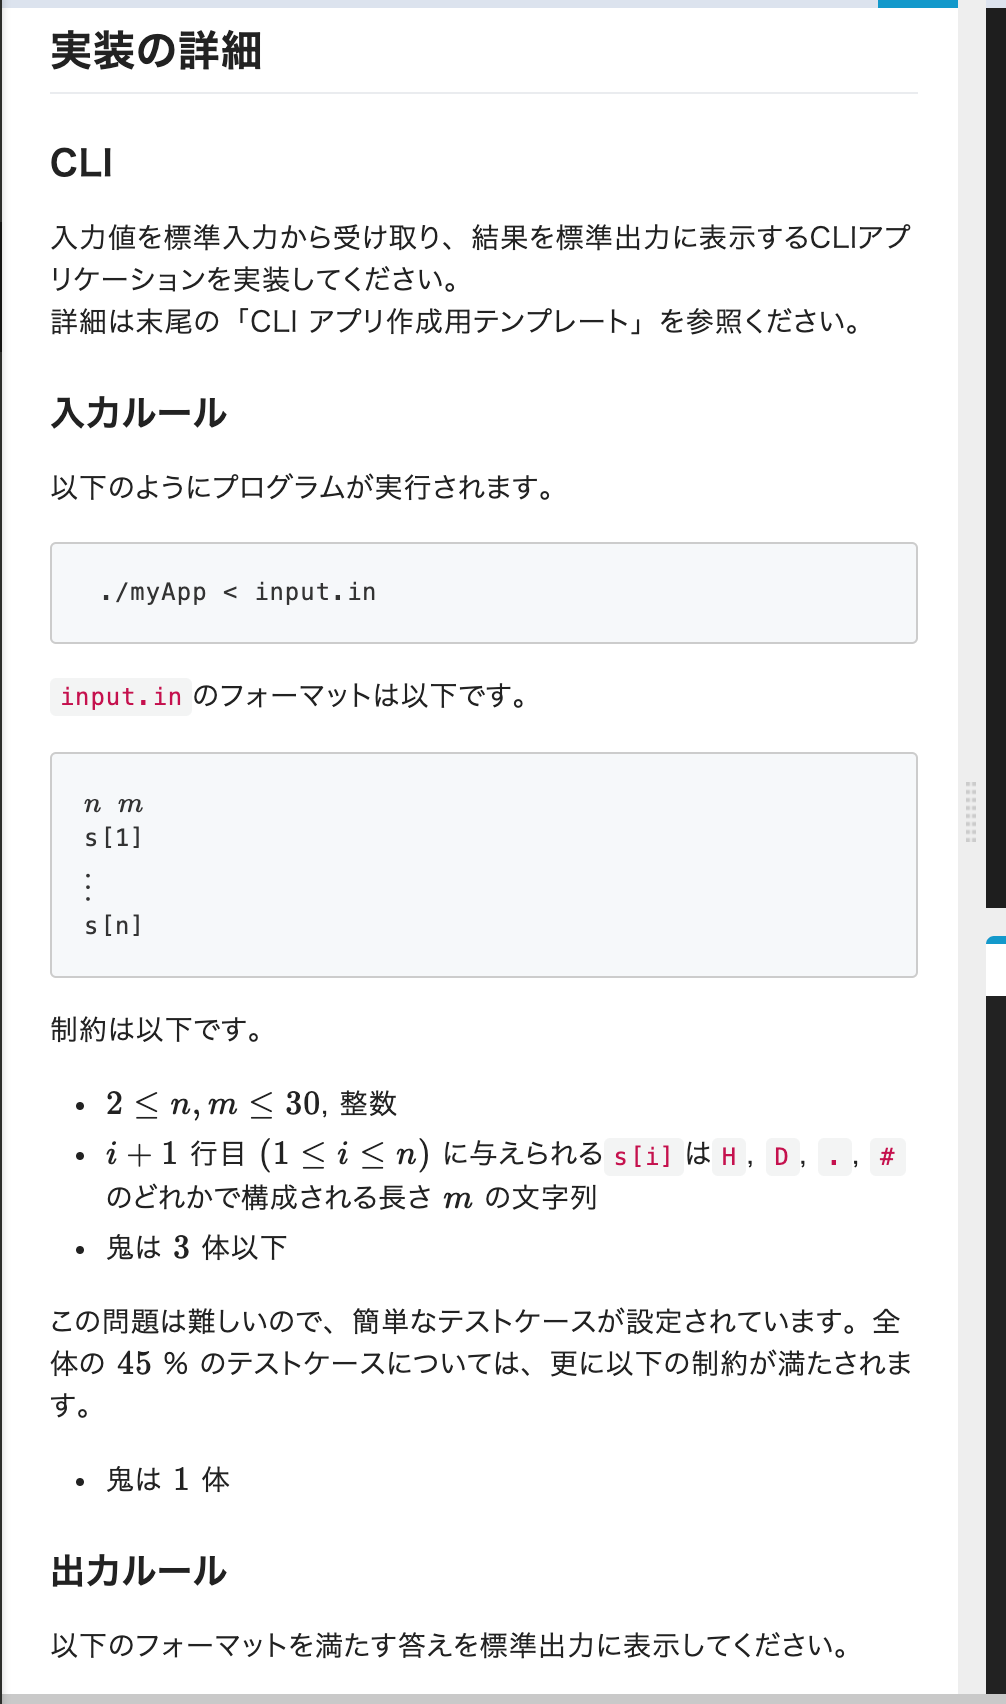 実装の詳細
CLI
入力値を標準入力から受け取り、結果を標準出力に表示するCLIアプ
リケーションを実装してください。
詳細は末尾の「CLI アプリ作成用テンプレート」を参照ください。
入力ルール
以下のようにプログラムが実行されます。
./myApp < input.in
input.inのフォーマットは以下です。
n m
s[1]
⋮
s[n]
制約は以下です。
• 2 ≤ n, m ≤ 30, 整数
• i + 1 行目 (1 ≤ i ≤ n) に与えられる s[i] は H, D, ., #
のどれかで構成される長さ m の文字列
• 鬼は 3 体以下
この問題は難しいので、簡単なテストケースが設定されています。全
体の 45 % のテストケースについては、更に以下の制約が満たされま
す。
• 鬼は 1 体
出力ルール
以下のフォーマットを満たす答えを標準出力に表示してください。